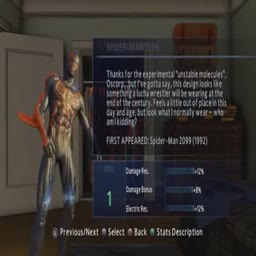 SPIDER-MAN 2099
Thanks for the experimental "unstable molecules",
Oscorp, but I've gotta say, this design looks like
something a lucha wrestler will be wearing at the
end of the century. Feels a little out of place in this
day and age, but look what I normally wear -- who
am I kidding?
FIRST APPEARED: Spider-Man 2099 (1992)
1
Damage Res. +12%
Damage Bonus +8%
Electric Res. +12%
Previous/Next Select Back Stats Description